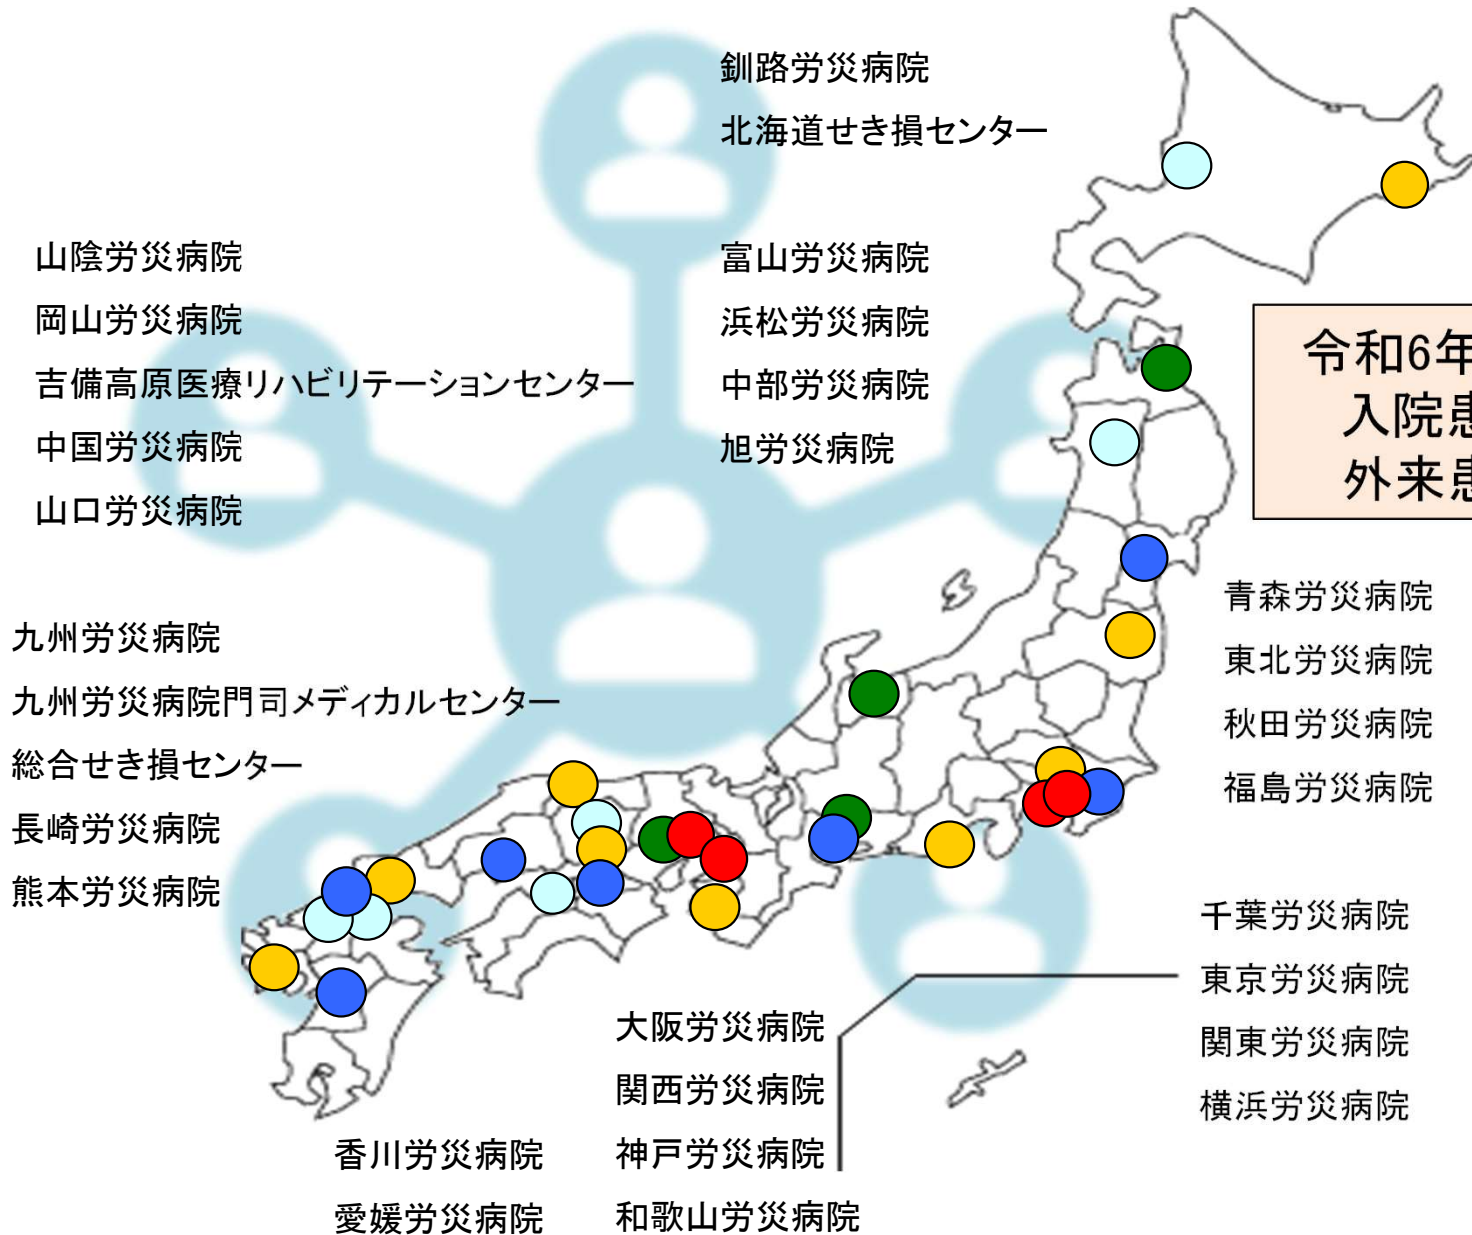 釧路労災病院
北海道せき損センター
山陰労災病院
岡山労災病院
吉備高原医療リハビリテーションセンター
中国労災病院
山口労災病院
富山労災病院
浜松労災病院
中部労災病院
旭労災病院
令和6年
入院患
外来患
青森労災病院
東北労災病院
秋田労災病院
福島労災病院
九州労災病院
九州労災病院門司メディカルセンター
総合せき損センター
長崎労災病院
熊本労災病院
千葉労災病院
東京労災病院
関東労災病院
横浜労災病院
大阪労災病院
関西労災病院
神戸労災病院
和歌山労災病院
香川労災病院
愛媛労災病院